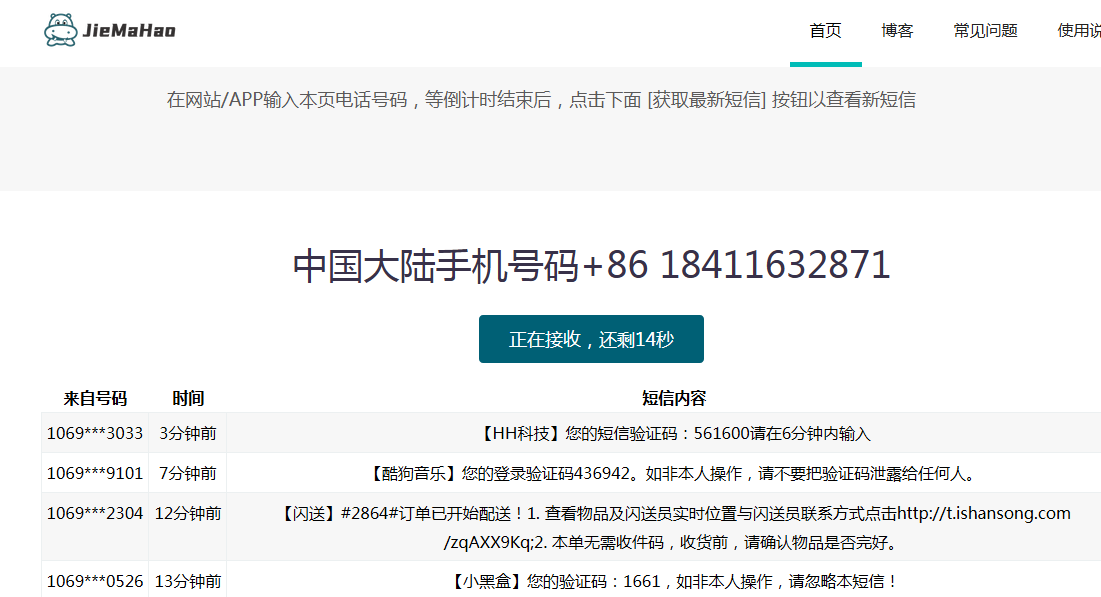 JieMaHao
首页 博客 常见问题 使用说
在网站/APP输入本页电话号码，等倒计时结束后，点击下面 [获取最新短信] 按钮以查看新短信
中国大陆手机号码+86 18411632871
正在接收，还剩14秒
来自号码 时间 短信内容
1069***3033 3分钟前 【HH科技】您的短信验证码：561600请在6分钟内输入
1069***9101 7分钟前 【酷狗音乐】您的登录验证码436942。如非本人操作，请不要把验证码泄露给任何人。
1069***2304 12分钟前 【闪送】#2864#订单已开始配送！1. 查看物品及闪送员实时位置与闪送员联系方式点击http://t.ishansong.com
/zqAXX9Kq;2. 本单无需收件码，收货前，请确认物品是否完好。
1069***0526 13分钟前 【小黑盒】您的验证码：1661，如非本人操作，请忽略本短信！